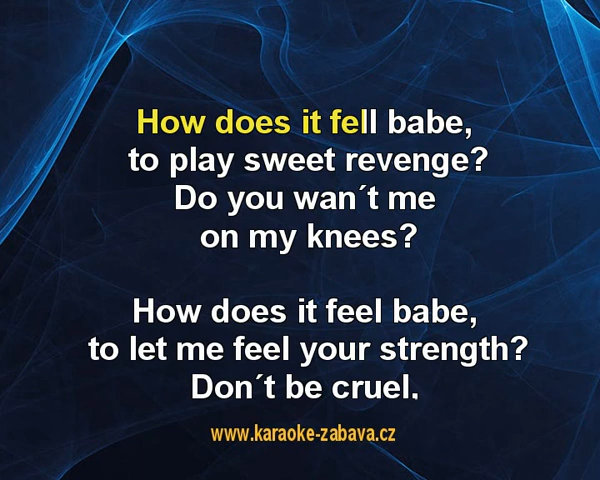 How does it fell babe,
to play sweet revenge?
Do you wan´t me
on my knees?
How does it feel babe,
to let me feel your strength?
Don´t be cruel.
www.karaoke-zabava.cz